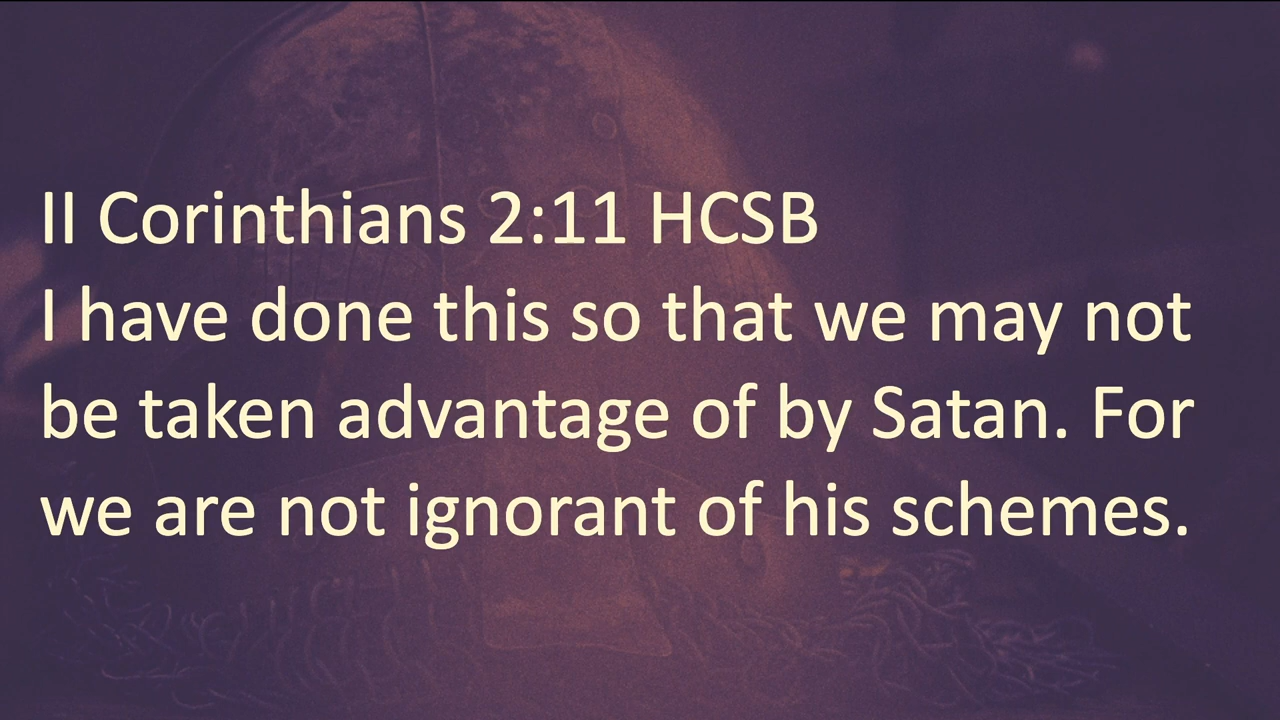 II Corinthians 2:11 HCSB
I have done this so that we may not
be taken advantage of by Satan. For
we are not ignorant of his schemes.